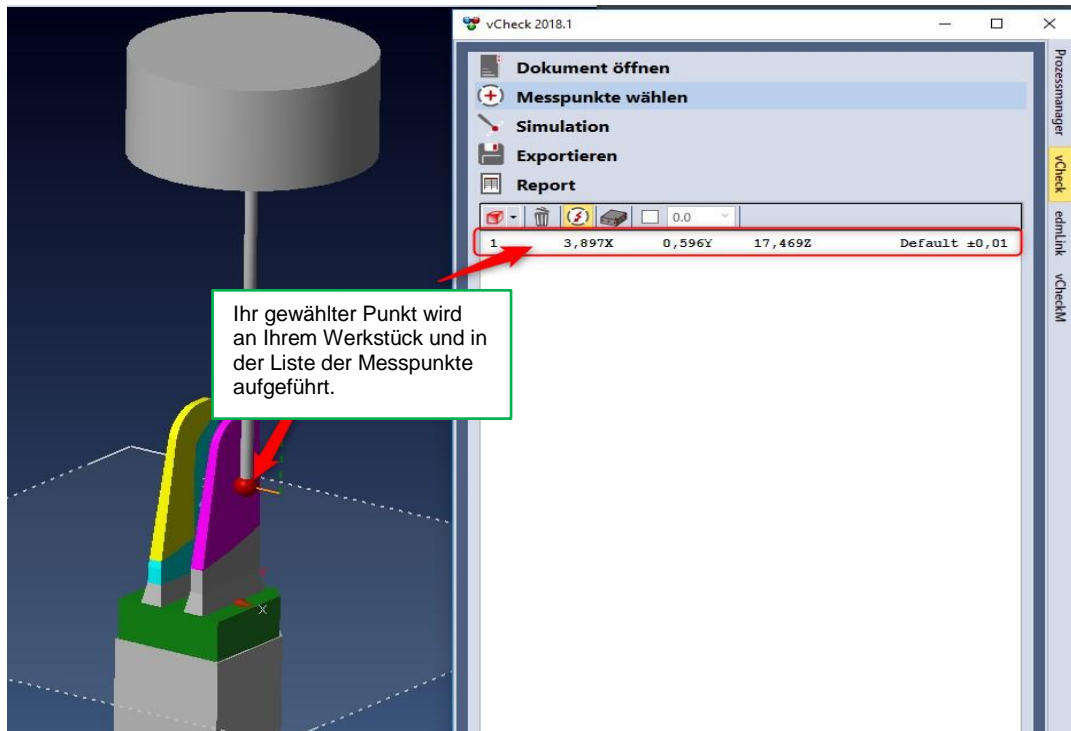 vCheck 2018.1
Dokument öffnen
Messpunkte wählen
Simulation
Exportieren
Report
0.0
1 3,897X 0,596Y 17,469Z Default ±0,01
Ihr gewählter Punkt wird
an Ihrem Werkstück und in
der Liste der Messpunkte
aufgeführt.
X
Prozessmanager
vCheck
edmLink
vCheckM